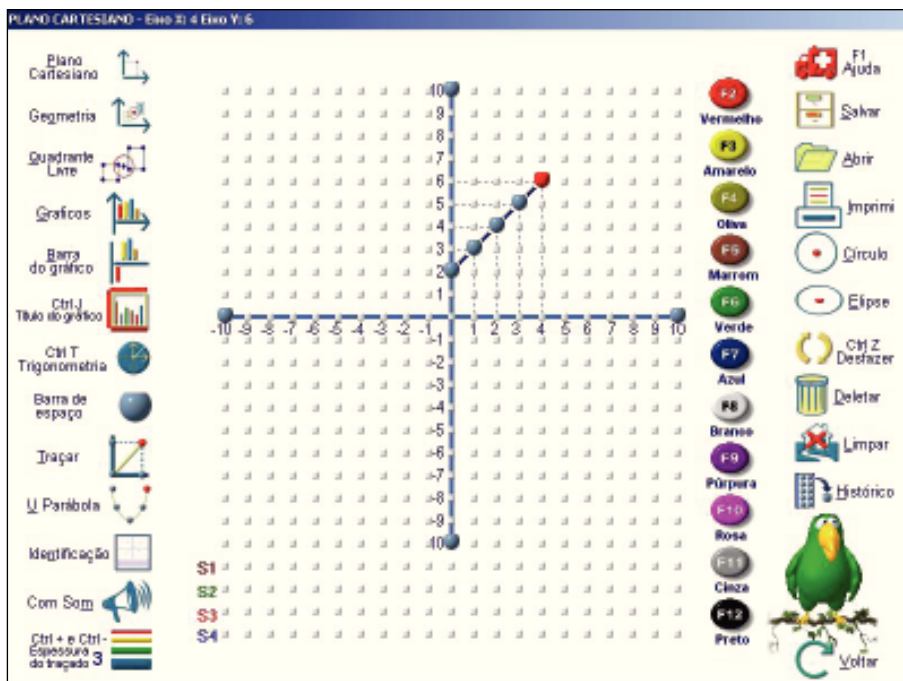 PLANO CARTESIANO - Eixo X: 4 Eixo Y: 6
Plano
Cartesiano
Geometria
Quadrante
Livre
Graficos
Barra
do gráfico
Ctrl-J
Título do gráfico
Ctrl T
Trigonometria
Barra de
espaço
Traçar
U Parábola
Identificação
Com Som
Ctrl + e Ctrl -
Espessura
do traçado 3
10
9
8
7
6
5
4
3
2
1
-10 -9 -8 -7 -6 -5 -4 -3 -2 -1 1 2 3 4 5 6 7 8 9 10
-1
-2
-3
-4
-5
-6
-7
-8
-9
-10
S1
S2
S3
S4
F2
Vermelho
F3
Amarelo
F4
Oliva
F5
Marrom
F6
Verde
F7
Azul
F8
Branco
F9
Púrpura
F10
Rosa
F11
Cinza
F12
Preto
F1
Ajuda
Salvar
Abrir
Imprimi
Círculo
Elipse
Ctrl Z
Desfazer
Deletar
Limpar
Histórico
Voltar